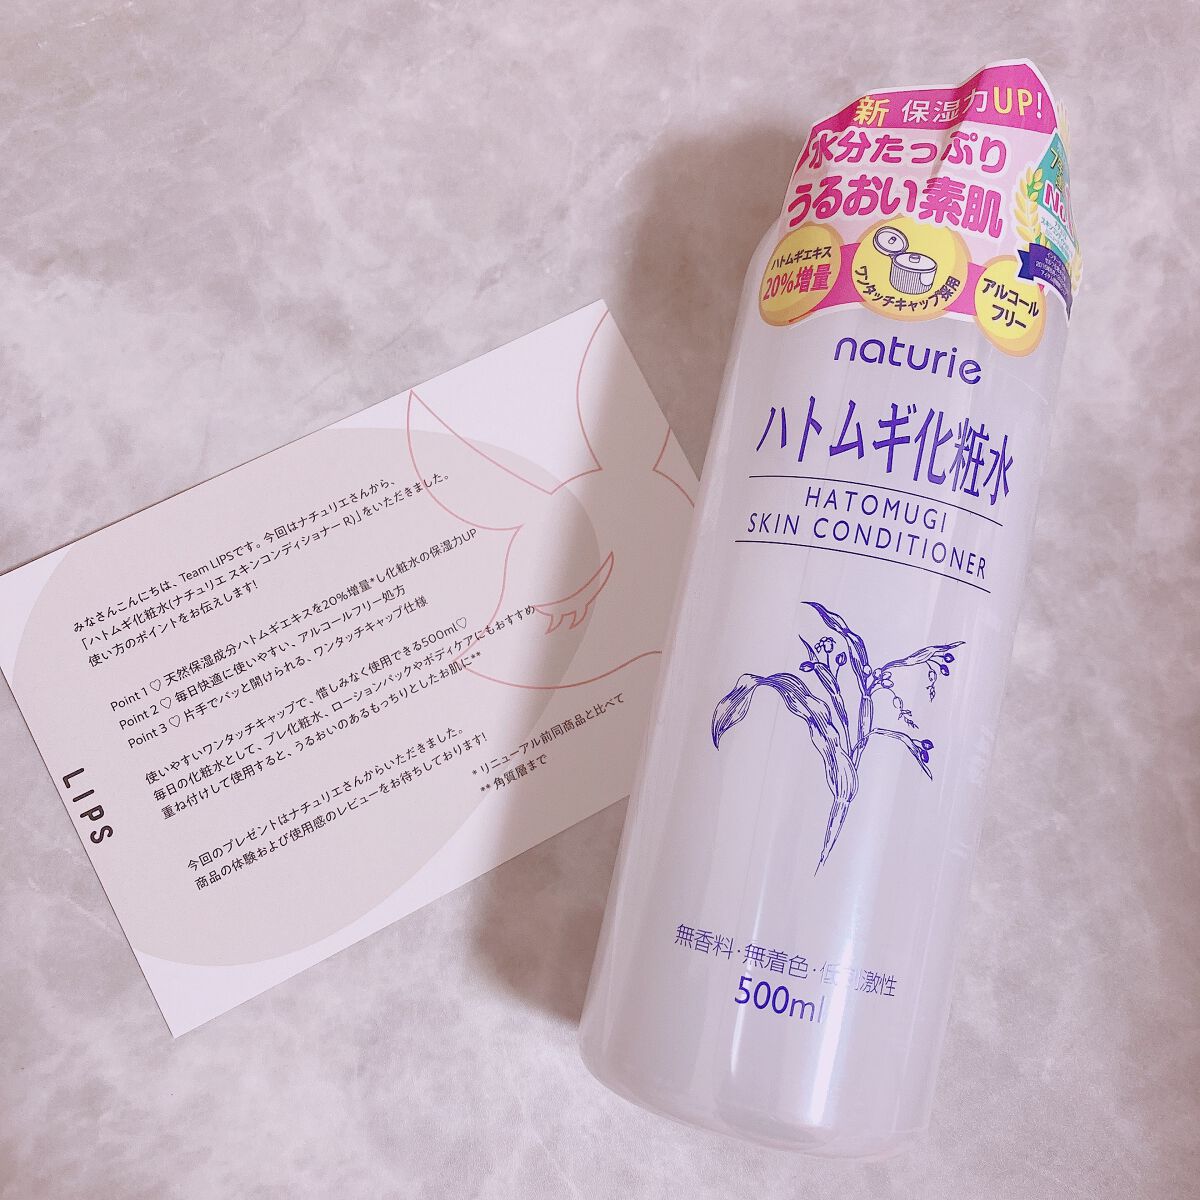 みなさんこんにちは、Team LIPSです。今回はナチュリエさんから、
「ハトムギ化粧水(ナチュリエ スキンコンディショナー R)」をいただきました。
使い方のポイントをお伝えします!
Point 1 ♡ 天然保湿成分ハトムギエキスを20%増量*し化粧水の保湿力UP
Point 2 ♡ 毎日快適に使いやすい、アルコールフリー処方
Point 3 ♡ 片手でパッと開けられる、ワンタッチキャップ仕様
使いやすいワンタッチキャップで、惜しみなく使用できる500ml♡
毎日の化粧水として、プレ化粧水、ローションパックやボディケアにもおすすめ
重ね付けして使用すると、うるおいのあるもっちりとしたお肌に**
今回のプレゼントはナチュリエさんからいただきました。
商品の体験および使用感のレビューをお待ちしております!
* リニューアル前同商品と比べて
** 角質層まで
LIPS
新 保湿力UP!
水分たっぷり
うるおい素肌
ハトムギエキス
20%増量
ワンタッチキャップ
アルコール
フリー
naturie
ハトムギ化粧水
HATOMUGI
SKIN CONDITIONER
無香料・無着色・低刺激性
500ml